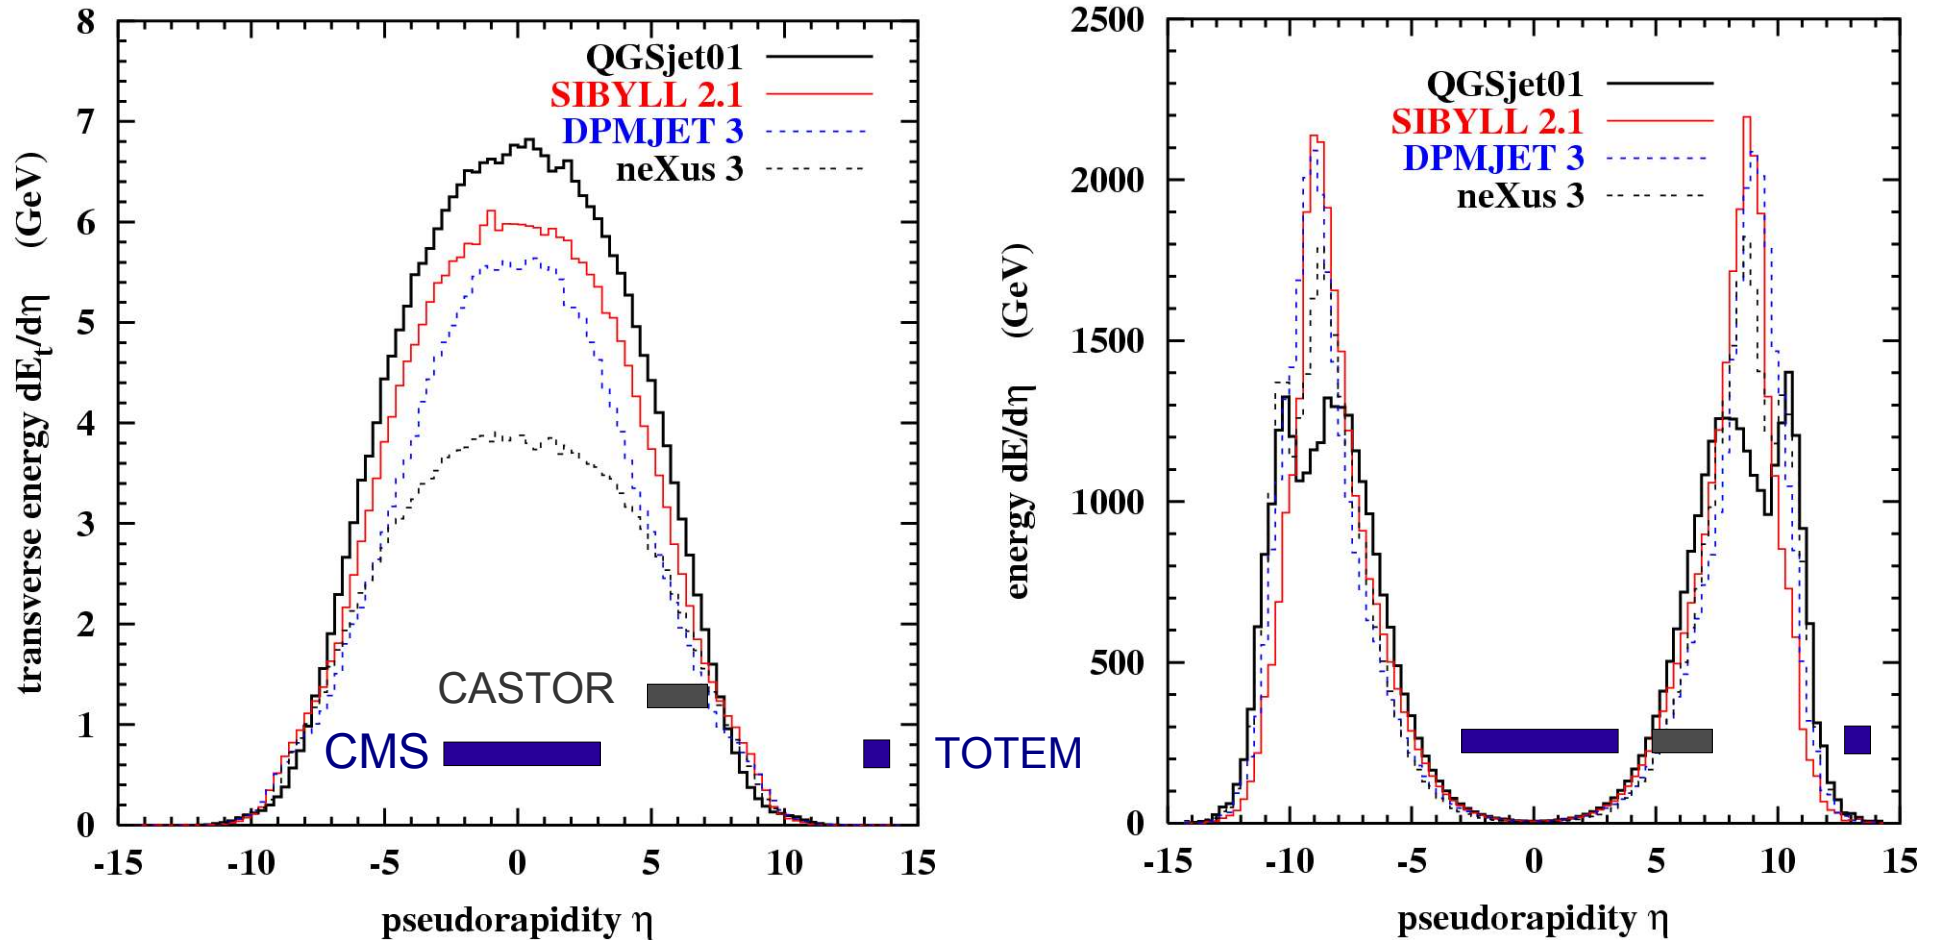 8
7
6
5
4
3
2
1
0
-15
-10
-5
0
5
10
15
transverse energy dEt/dη (GeV)
pseudorapidity η
QGSjet01
SIBYLL 2.1
DPMJET 3
neXus 3
CASTOR
CMS
TOTEM
2500
2000
1500
1000
500
0
-15
-10
-5
0
5
10
15
energy dE/dη (GeV)
pseudorapidity η
QGSjet01
SIBYLL 2.1
DPMJET 3
neXus 3